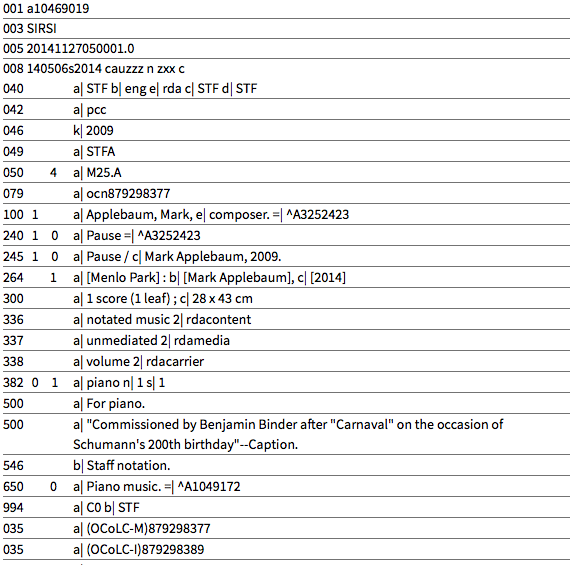 001 a10469019
003 SIRSI
005 20141127050001.0
008 140506s2014 cauzzz n zxx c
040 a| STF b| eng e| rda c| STF d| STF
042 a| pcc
046 k| 2009
049 a| STFA
050 4 a| M25.A
079 a| ocn879298377
100 1 a| Applebaum, Mark, e| composer. =| ^A3252423
240 1 0 a| Pause =| ^A3252423
245 1 0 a| Pause / c| Mark Applebaum, 2009.
264 1 a| [Menlo Park] : b| [Mark Applebaum], c| [2014]
300 a| 1 score (1 leaf) ; c| 28 x 43 cm
336 a| notated music 2| rdacontent
337 a| unmediated 2| rdamedia
338 a| volume 2| rdacarrier
382 0 1 a| piano n| 1 s| 1
500 a| For piano.
500 a| "Commissioned by Benjamin Binder after "Carnaval" on the occasion of
Schumann's 200th birthday"--Caption.
546 b| Staff notation.
650 0 a| Piano music. =| ^A1049172
994 a| C0 b| STF
035 a| (OCoLC-M)879298377
035 a| (OCoLC-I)879298389